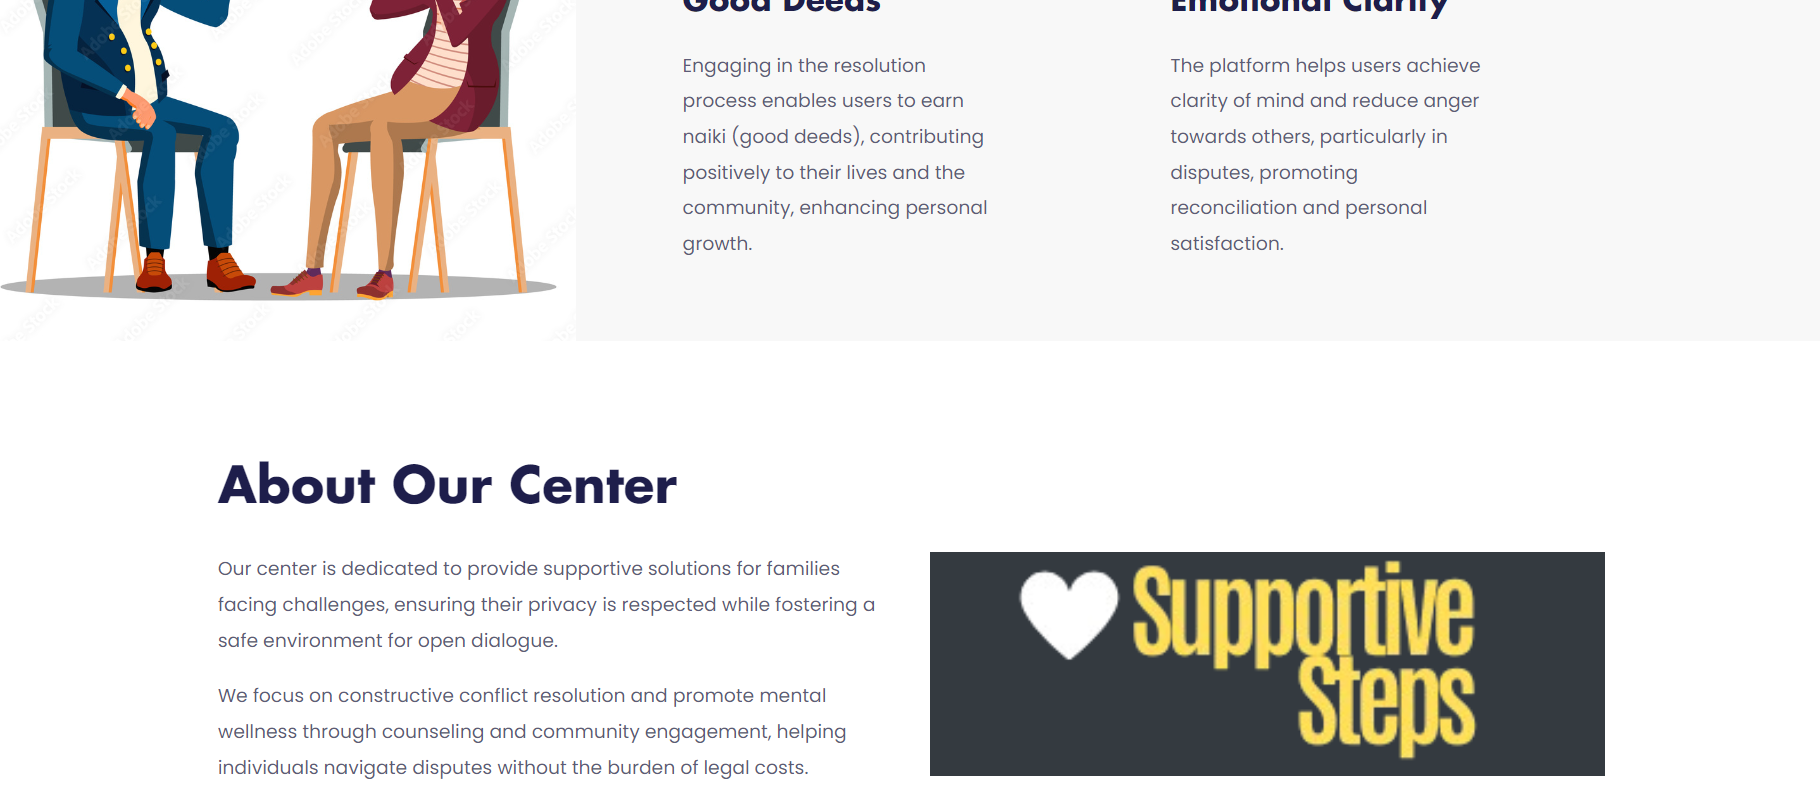 Good Deeds
Engaging in the resolution
process enables users to earn
naiki (good deeds), contributing
positively to their lives and the
community, enhancing personal
growth.
Emotional Clarity
The platform helps users achieve
clarity of mind and reduce anger
towards others, particularly in
disputes, promoting
reconciliation and personal
satisfaction.
About Our Center
Our center is dedicated to provide supportive solutions for families
facing challenges, ensuring their privacy is respected while fostering a
safe environment for open dialogue.
We focus on constructive conflict resolution and promote mental
wellness through counseling and community engagement, helping
individuals navigate disputes without the burden of legal costs.
Supportive
Steps
Adobe Stock